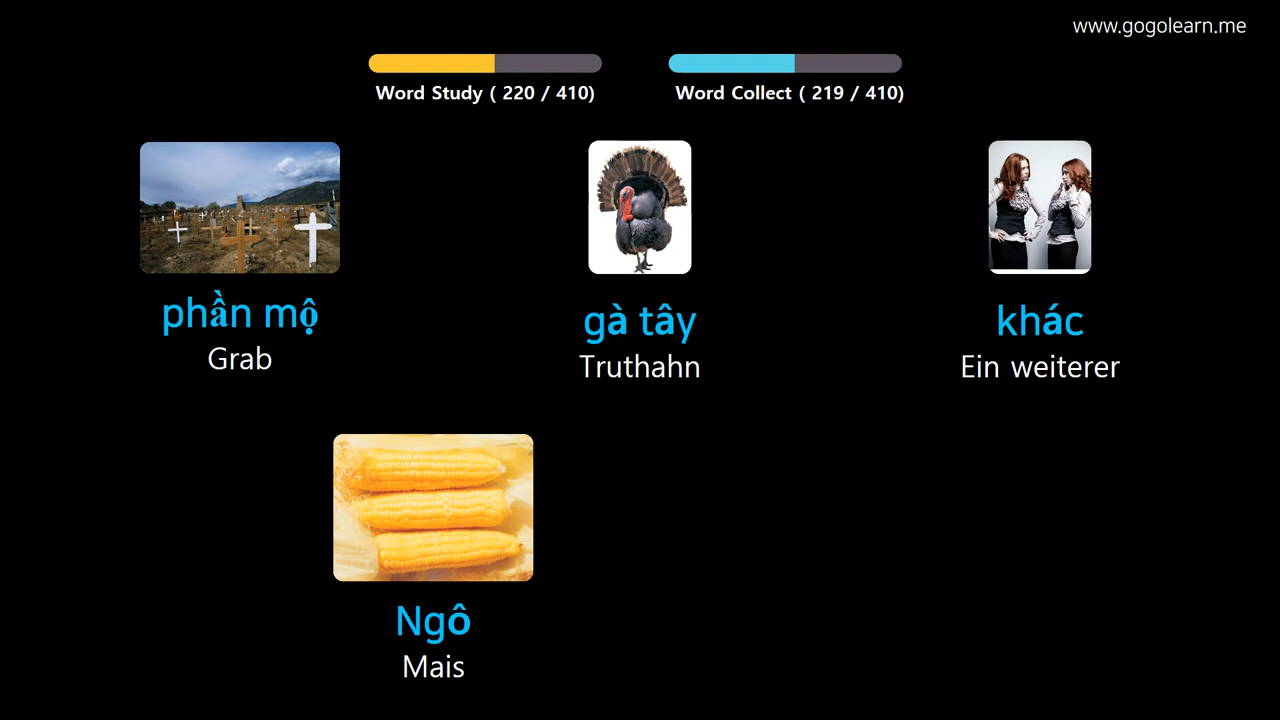 www.gogolearn.me
Word Study ( 220 / 410)
Word Collect ( 219 / 410)
phần mộ
Grab
gà tây
Truthahn
khác
Ein weiterer
Ngô
Mais